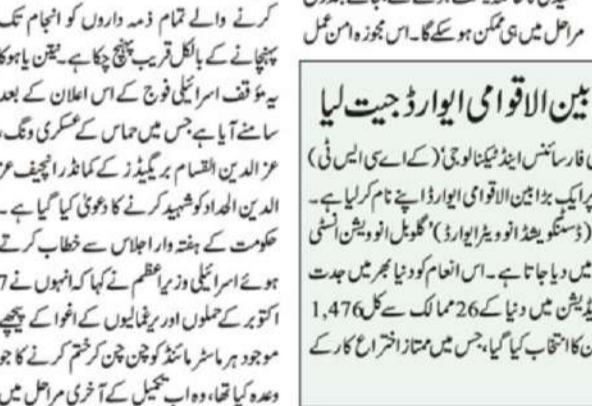 مراحل میں ہی ممکن ہو سکے گا۔ اس مجوزہ امن عمل
بین الاقوامی ایوارڈ جیت لیا
ی فار سائنس اینڈ ٹیکنالوجی‘ (کے اے سی ایس ٹی)
پر ایک بڑا بین الاقوامی ایوارڈ اپنے نام کرلیا ہے۔
(ڈسٹنگویشڈ انوویٹر ایوارڈ)’ گلوبل انوویشن انسٹی
میں دیا جاتا ہے۔ اس انعام کو دنیا بھر میں جدت
یڈیشن میں دنیا کے 26 ممالک سے کل 1,476
ن کا انتخاب کیا گیا، جس میں ممتاز اختراع کار کے
کرنے والے تمام ذمہ داروں کو انجام تک
پہنچانے کے بالکل قریب پہنچ چکا ہے۔ نیتن یاہو کا
یہ مؤقف اسرائیلی فوج کے اس اعلان کے بعد
سامنے آیا ہے جس میں حماس کے عسکری ونگ،
عزالدین القسام بریگیڈز کے کمانڈر انچیف عز
الدین الحداد کو شہید کرنے کا دعویٰ کیا گیا ہے۔
حکومت کے ہفتہ وار اجلاس سے خطاب کرتے
ہوئے اسرائیلی وزیراعظم نے کہا کہ انہوں نے 7
اکتوبر کے حملوں اور یرغمالیوں کے اغوا کے پیچھے
موجود ہر ماسٹر مائنڈ کو چن چن کر ختم کرنے کا جو
وعدہ کیا تھا، وہ اب تکمیل کے آخری مراحل میں